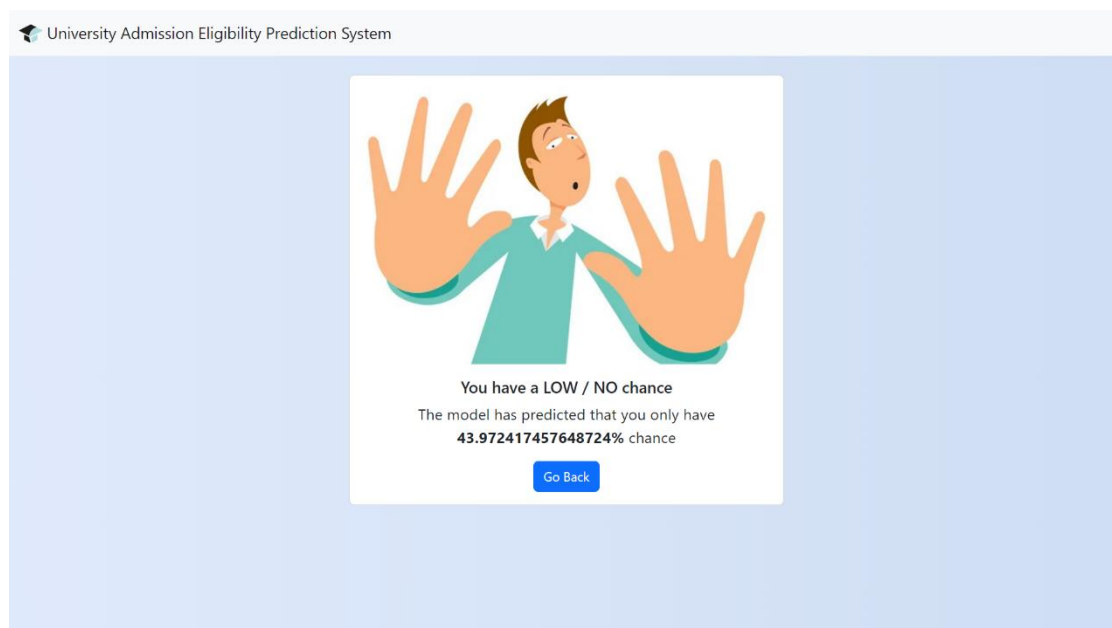 University Admission Eligibility Prediction System
You have a LOW / NO chance
The model has predicted that you only have
43.972417457648724% chance
Go Back